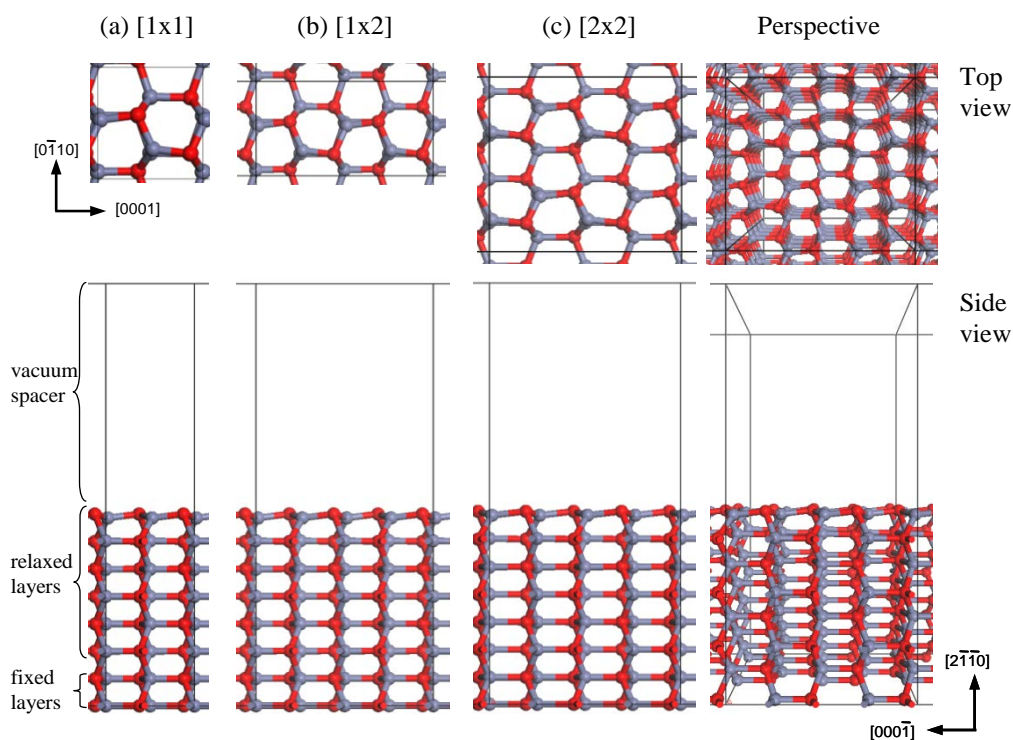 (a) [1x1]
(b) [1x2]
(c) [2x2]
Perspective
Top
view
[01̄10]
[0001]
Side
view
vacuum
spacer
relaxed
layers
fixed
layers
[21̄1̄0]
[0001̄]